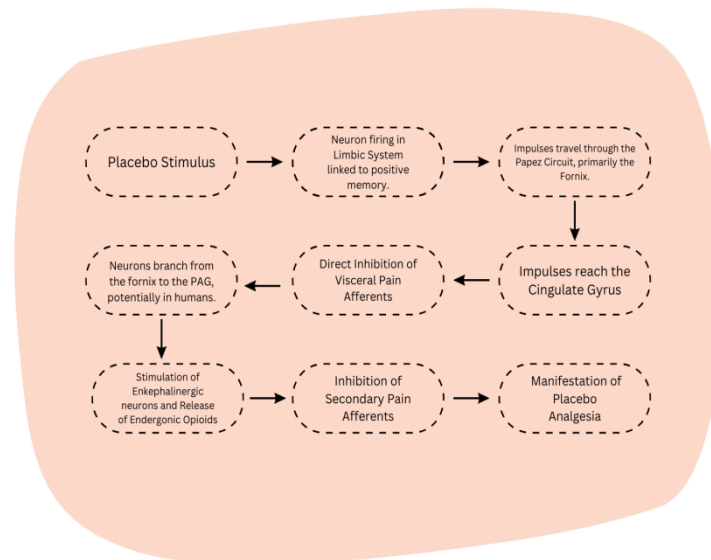 Placebo Stimulus
Neuron firing in
Limbic System
linked to positive
memory.
Impulses travel through the
Papez Circuit, primarily the
Fornix.
Impulses reach the
Cingulate Gyrus
Direct Inhibition of
Visceral Pain
Afferents
Neurons branch from
the fornix to the PAG,
potentially in humans.
Stimulation of
Enkephalinergic
neurons and Release
of Endergonic Opioids
Inhibition of
Secondary Pain
Afferents
Manifestation of
Placebo
Analgesia